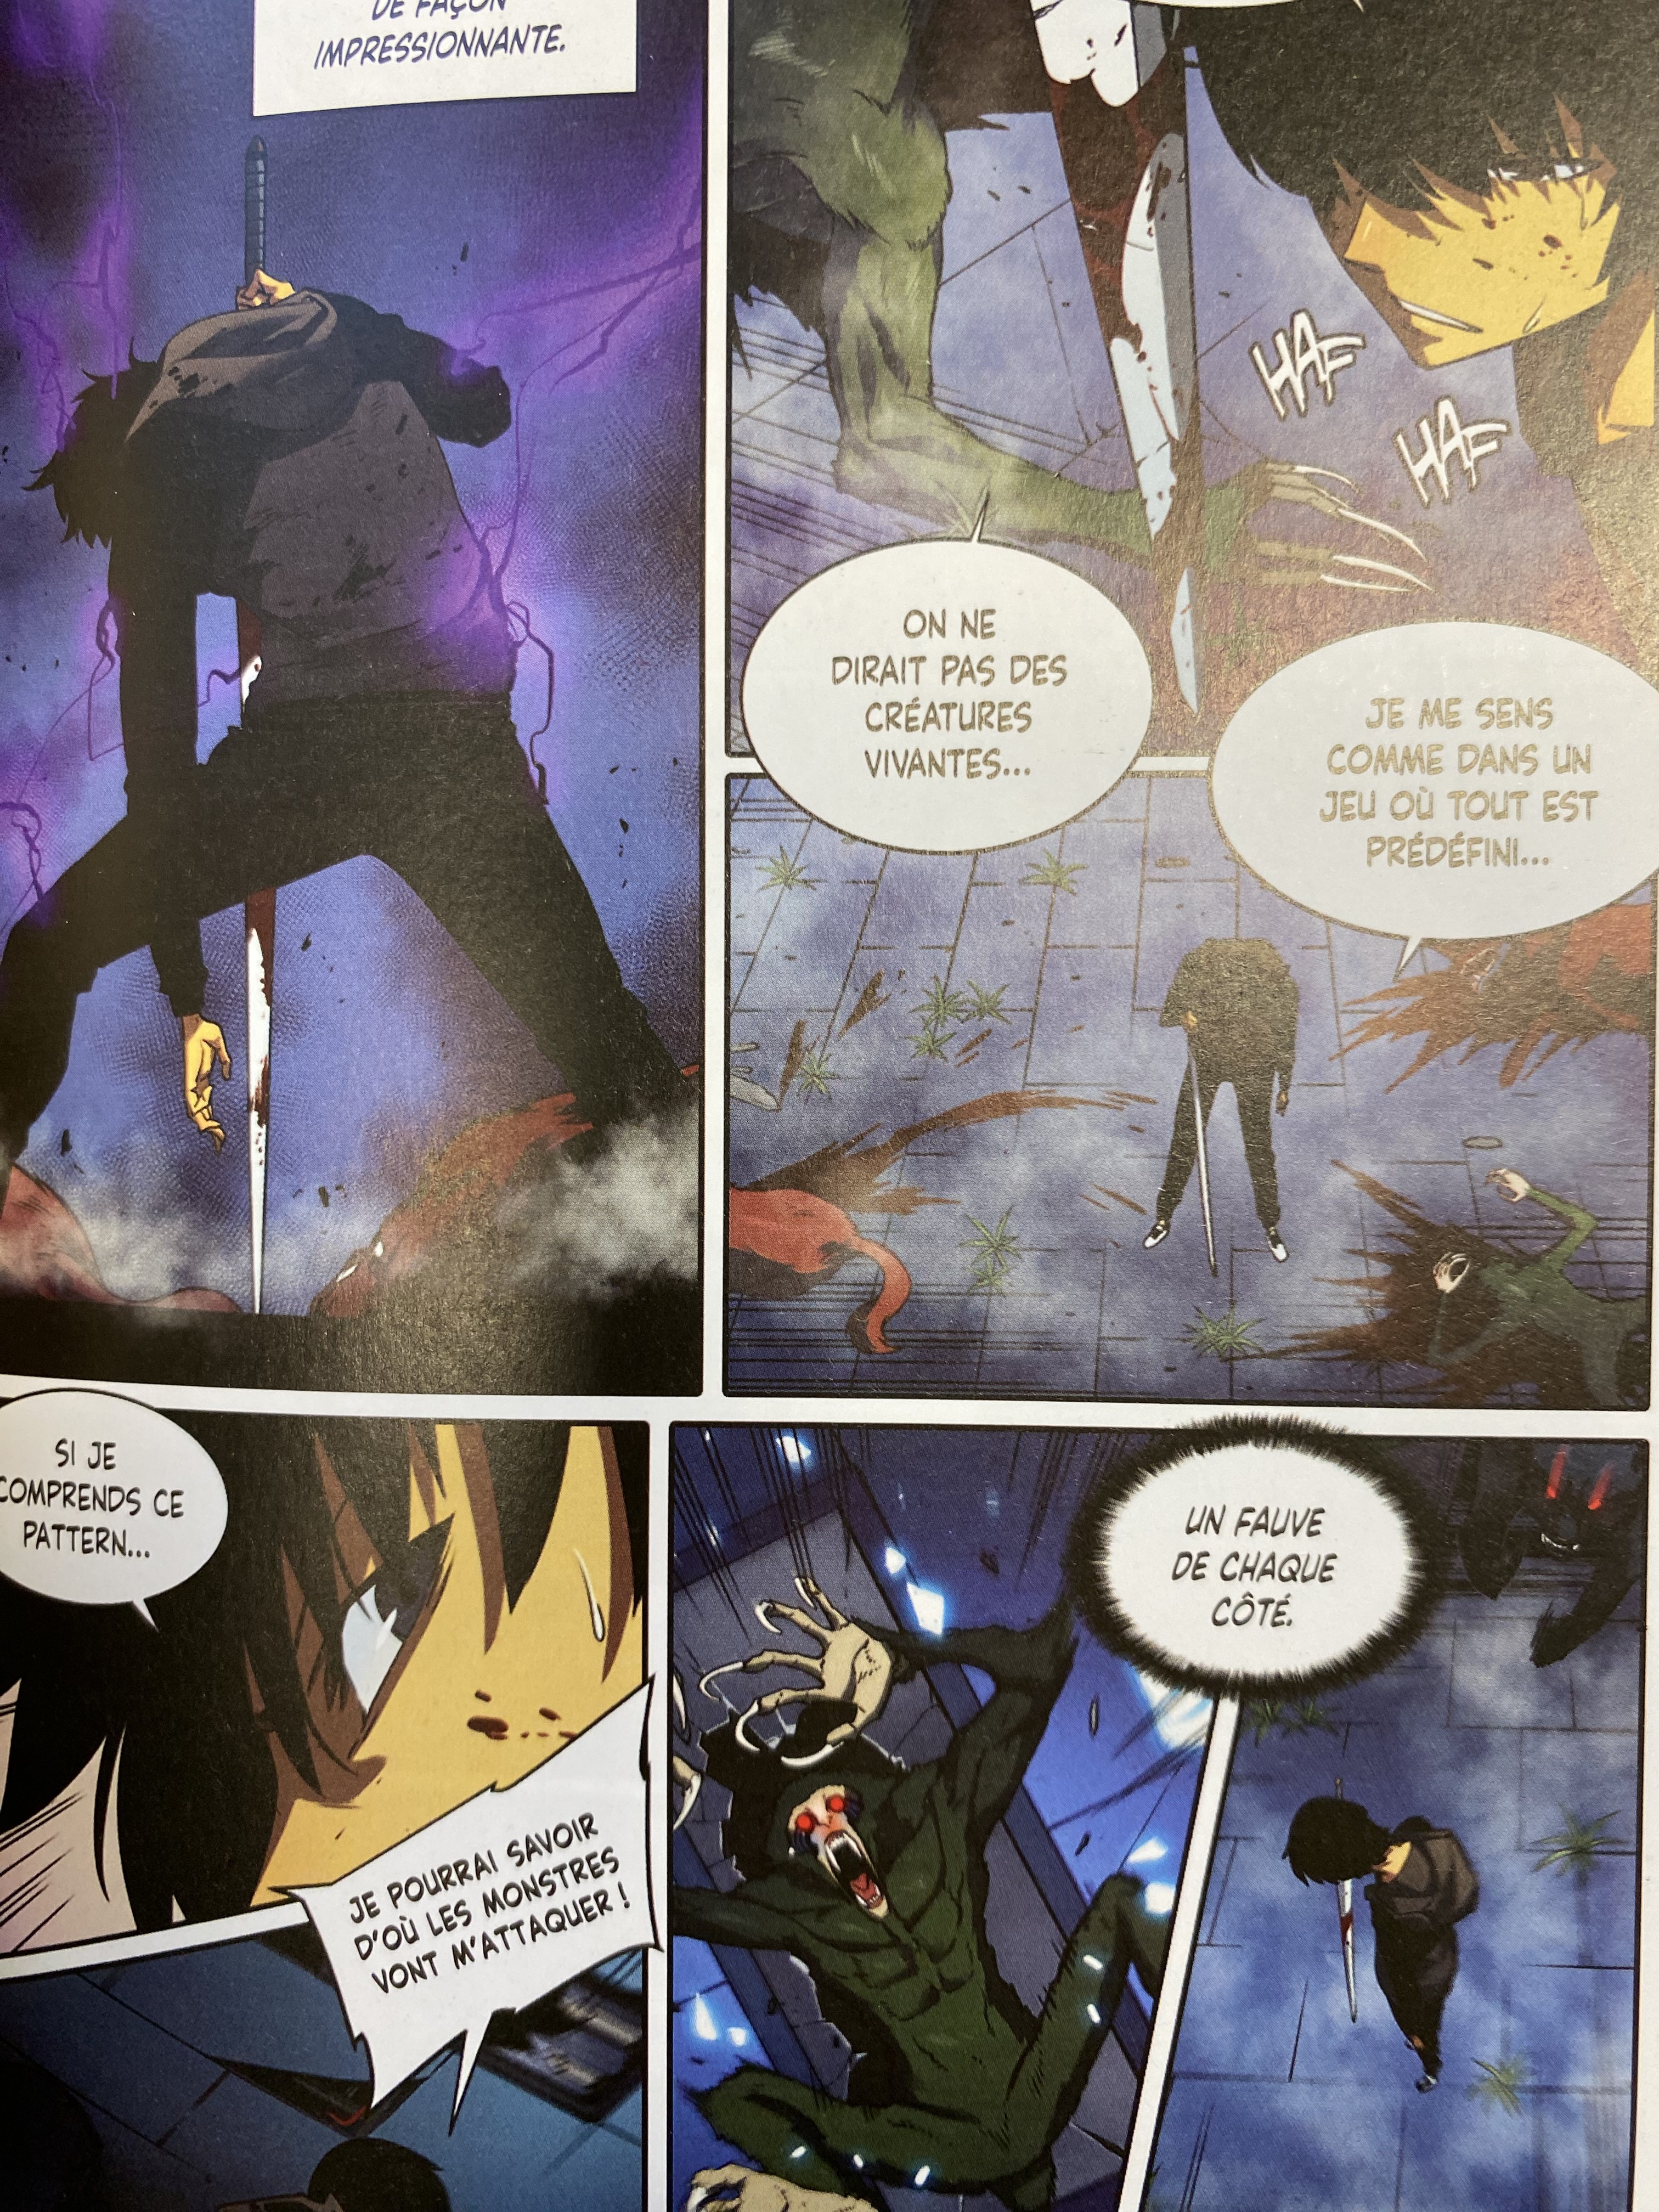 DE FAÇON
IMPRESSIONNANTE.
HAF
HAF
ON NE
DIRAIT PAS DES
CRÉATURES
VIVANTES...
JE ME SENS
COMME DANS UN
JEU OÙ TOUT EST
PRÉDÉFINI...
SI JE
COMPRENDS CE
PATTERN...
JE POURRAI SAVOIR
D'OÙ LES MONSTRES
VONT M'ATTAQUER !
UN FAUVE
DE CHAQUE
CÔTÉ.